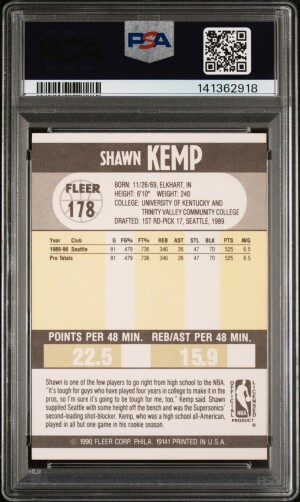 PSA
141362918
SHAWN KEMP
FLEER
178
BORN: 11/26/69, ELKHART, IN
HEIGHT: 6'10" WEIGHT: 240
COLLEGE: UNIVERSITY OF KENTUCKY AND
TRINITY VALLEY COMMUNITY COLLEGE
DRAFTED: 1ST RD-PICK 17, SEATTLE, 1989
Year Club G FG% FT% REB AST STL BLK PTS AVG
1989-90 Seattle 81 .479 .736 346 26 47 70 525 6.5
Pro Totals 81 .479 .736 346 26 47 70 525 6.5
POINTS PER 48 MIN. REB/AST PER 48 MIN.
22.5 15.9
Shawn is one of the few players to go right from high school to the NBA.
"It's tough for guys who have played four years in college to make it in the
pros, so I'm sure it's going to be tough for me, too," Kemp said. Shawn
supplied Seattle with some height off the bench and was the Supersonics'
second-leading shot-blocker. Kemp, who was a high school all-American,
played in all but one game in his rookie season.
OFFICIAL NBA LICENSED
PRODUCT
© 1990 FLEER CORP. PHILA. 19141 PRINTED IN U.S.A.